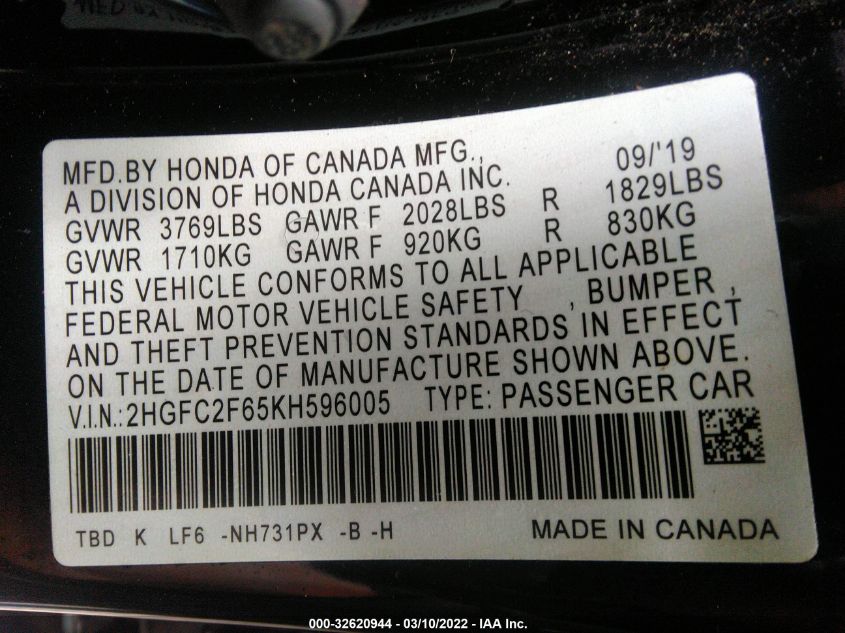 MFD.BY HONDA OF CANADA MFG., 09/'19
A DIVISION OF HONDA CANADA INC.
GVWR 3769LBS GAWR F 2028LBS R 1829LBS
GVWR 1710KG GAWR F 920KG R 830KG
THIS VEHICLE CONFORMS TO ALL APPLICABLE
FEDERAL MOTOR VEHICLE SAFETY , BUMPER ,
AND THEFT PREVENTION STANDARDS IN EFFECT
ON THE DATE OF MANUFACTURE SHOWN ABOVE.
V.I.N.: 2HGFC2F65KH596005 TYPE: PASSENGER CAR
TBD K LF6 -NH731PX -B -H MADE IN CANADA
000-32620944 - 03/10/2022 - IAA Inc.